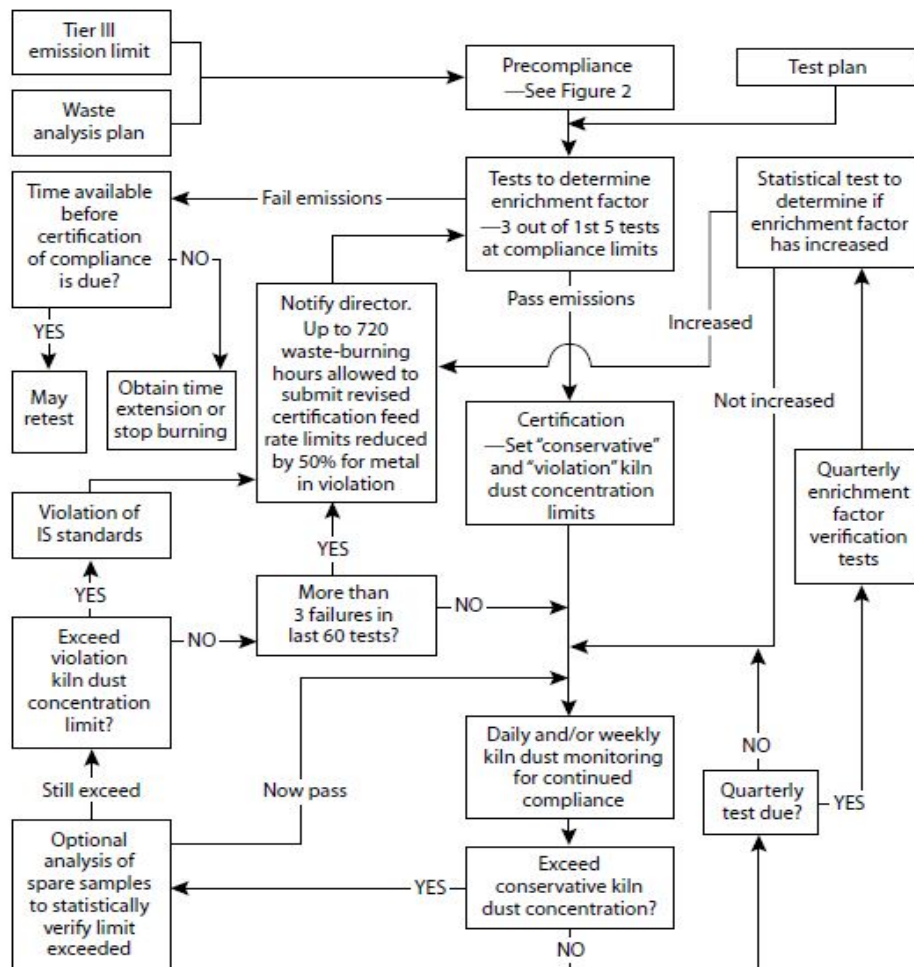 Tier III
emission limit
Precompliance
—See Figure 2
Test plan
Waste
analysis plan
Time available
before
certification
of compliance
is due?
Fail emissions
Tests to determine
enrichment factor
—3 out of 1st 5 tests
at compliance limits
Statistical test to
determine if
enrichment factor
has increased
NO
YES
Notify director.
Up to 720
waste-burning
hours allowed to
submit revised
certification feed
rate limits reduced
by 50% for metal
in violation
Pass emissions
Increased
May
retest
Obtain time
extension or
stop burning
Certification
—Set “conservative”
and “violation” kiln
dust concentration
limits
Not increased
Quarterly
enrichment
factor
verification
tests
Violation of
IS standards
YES
YES
More than
3 failures in
last 60 tests?
NO
Exceed
violation
kiln dust
concentration
limit?
NO
Daily and/or weekly
kiln dust monitoring
for continued
compliance
NO
Quarterly
test due?
YES
Still exceed
Now pass
Optional
analysis of
spare samples
to statistically
verify limit
exceeded
YES
Exceed
conservative kiln
dust concentration?
NO